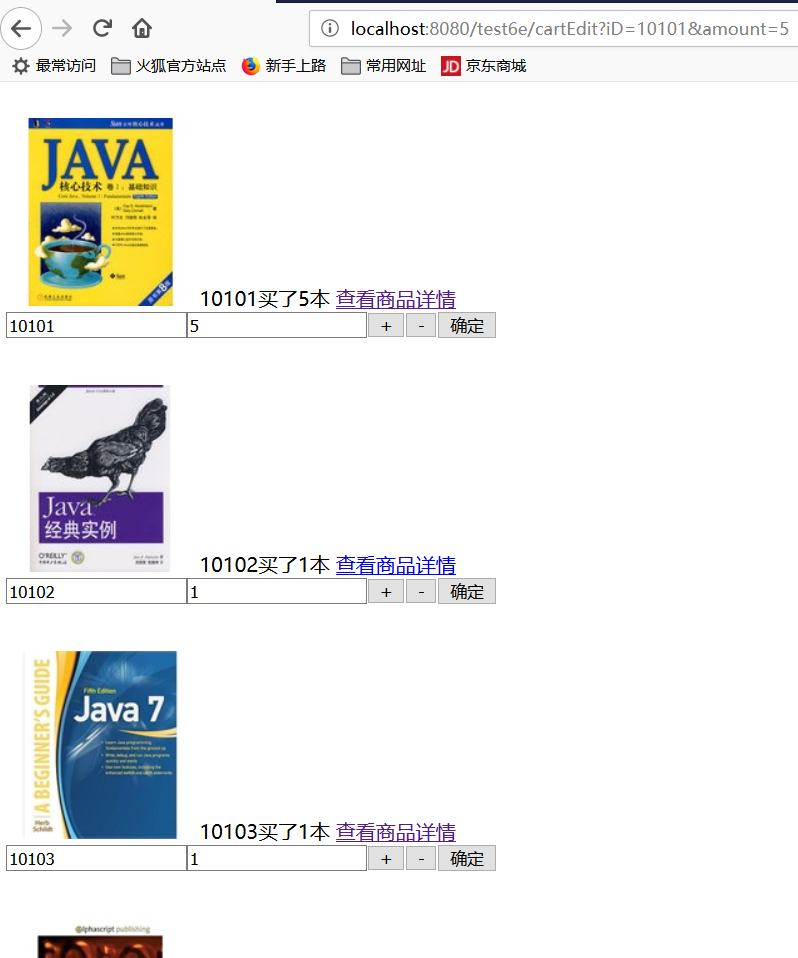 localhost:8080/test6e/cartEdit?iD=10101&amount=5
最常访问 火狐官方站点 新手上路 常用网址 JD 京东商城
JAVA
核心技术 卷I:基础知识
10101买了5本 查看商品详情
10101 5 + - 确定
Java
经典实例
O'REILLY
10102买了1本 查看商品详情
10102 1 + - 确定
A BEGINNER'S GUIDE
Fifth Edition
Java 7
Herb
Schildt
10103买了1本 查看商品详情
10103 1 + - 确定
alphascript publishing